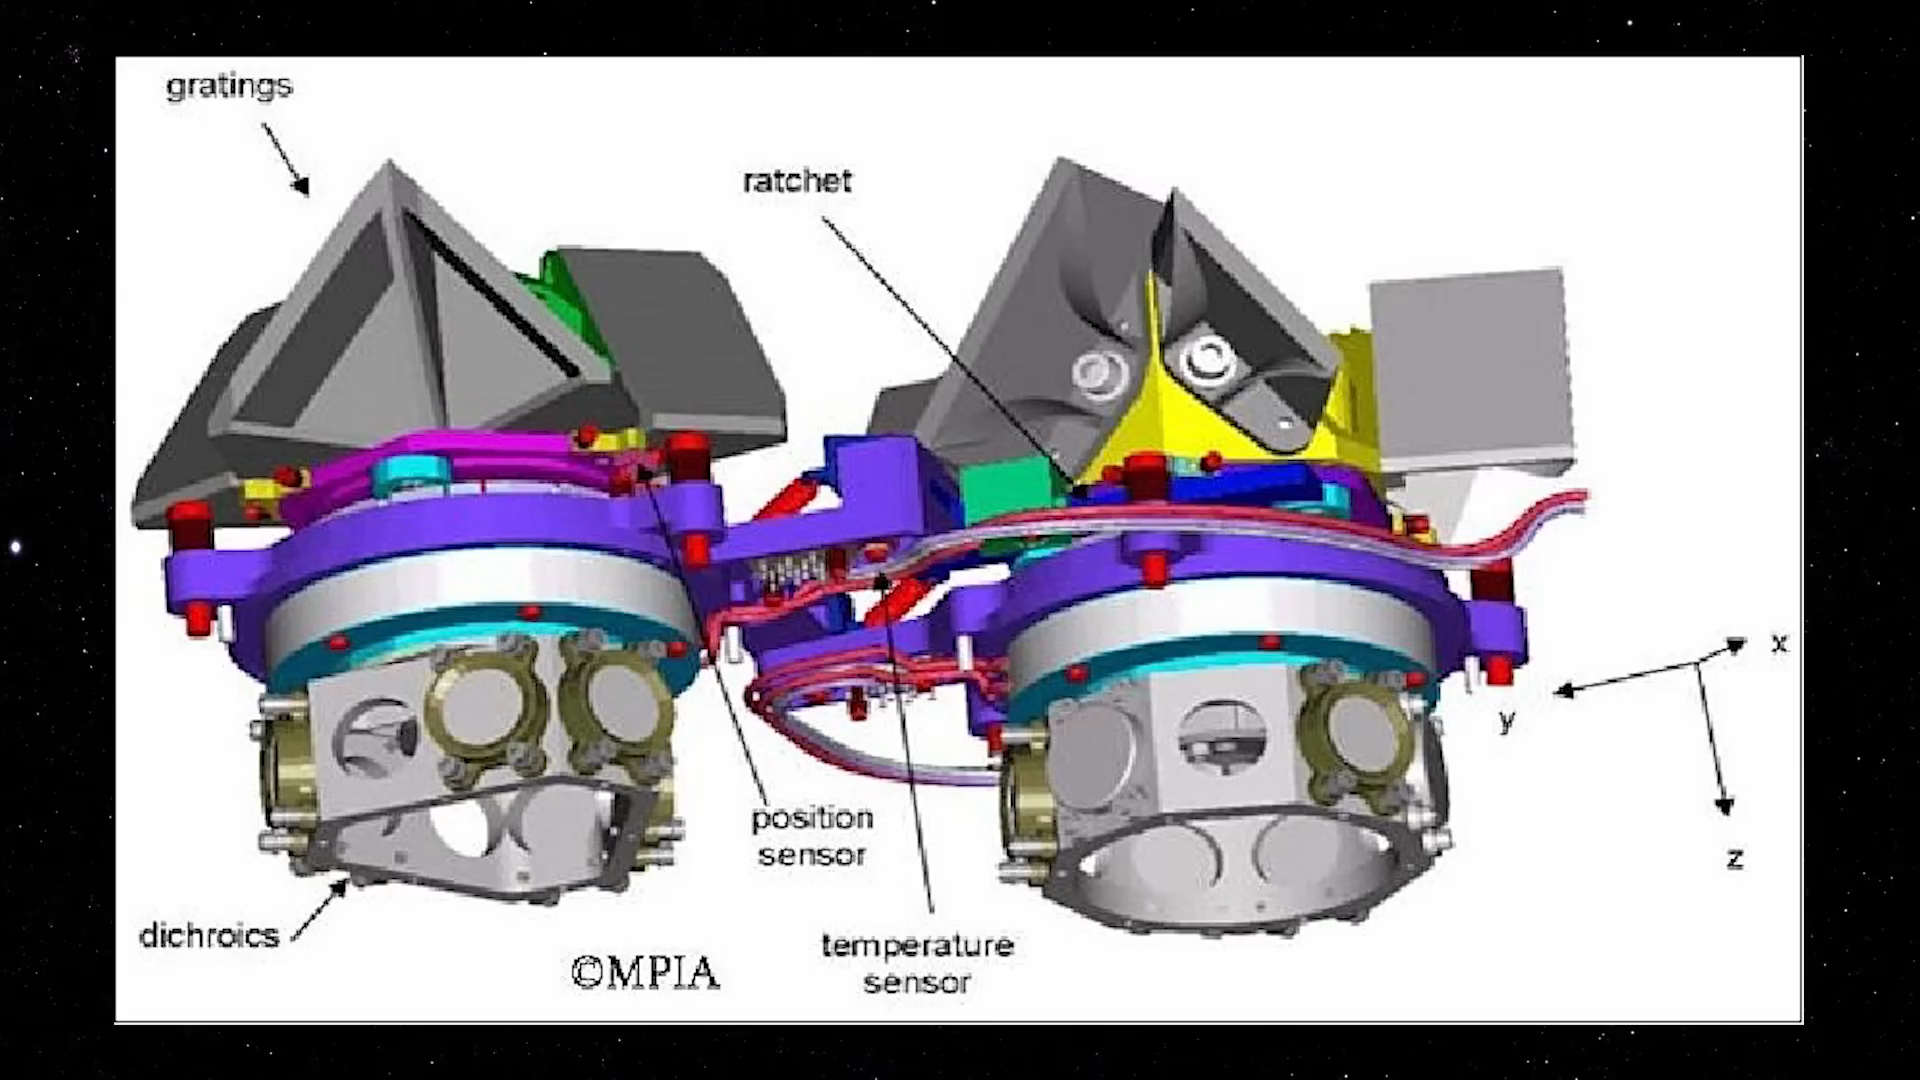 gratings
ratchet
x
y
position
sensor
z
dichroics
temperature
sensor
©MPIA